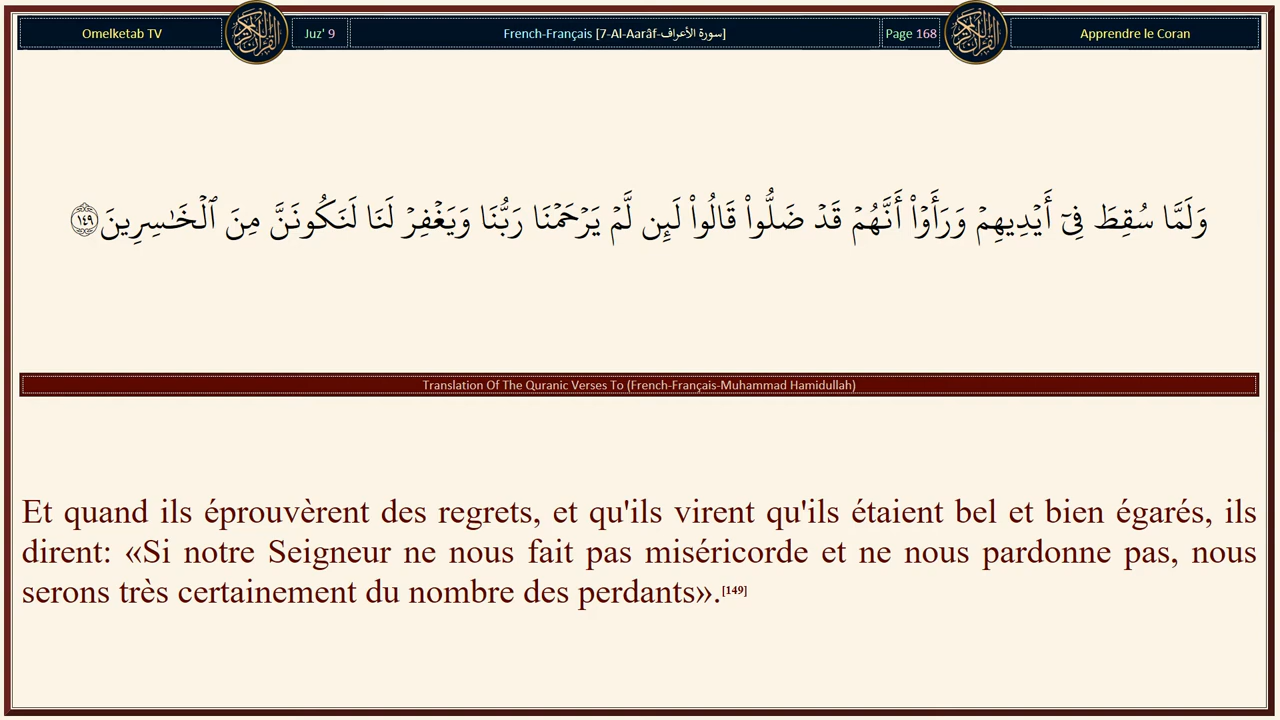 Omelketab TV
Juz' 9
French-Français [7-Al-Aarâf-سورة الأعراف]
Page 168
Apprendre le Coran
وَلَمَّا سُقِطَ فِيٓ أَيۡدِيهِمۡ وَرَأَوۡاْ أَنَّهُمۡ قَدۡ ضَلُّواْ قَالُواْ لَئِن لَّمۡ يَرۡحَمۡنَا رَبُّنَا وَيَغۡفِرۡ لَنَا لَنَكُونَنَّ مِنَ ٱلۡخَٰسِرِينَ ١٤٩
Translation Of The Quranic Verses To (French-Français-Muhammad Hamidullah)
Et quand ils éprouvèrent des regrets, et qu'ils virent qu'ils étaient bel et bien égarés, ils
dirent: «Si notre Seigneur ne nous fait pas miséricorde et ne nous pardonne pas, nous
serons très certainement du nombre des perdants».[149]